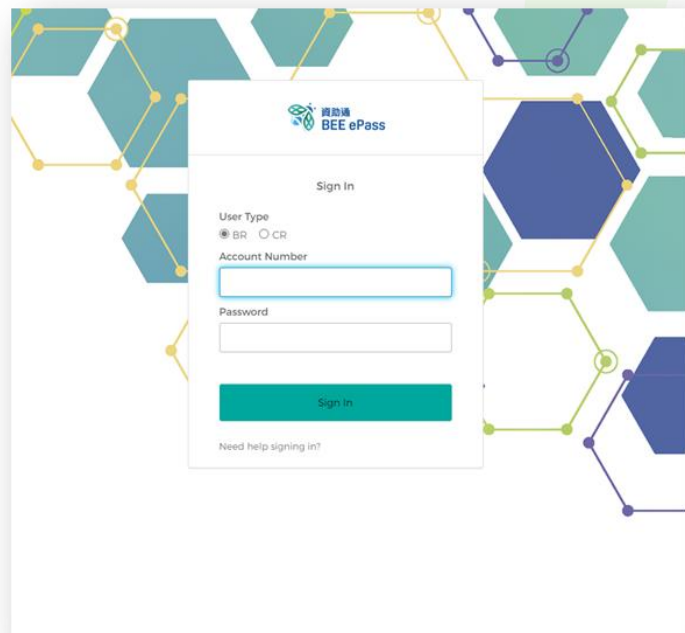 資助通
BEE ePass
Sign In
User Type
BR CR
Account Number
Password
Sign In
Need help signing in?